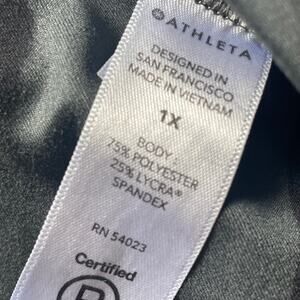 ATHLETA
DESIGNED IN
SAN FRANCISCO
MADE IN VIETNAM
1X
BODY :
75% POLYESTER
25% LYCRA®
SPANDEX
RN 54023
Certified
B